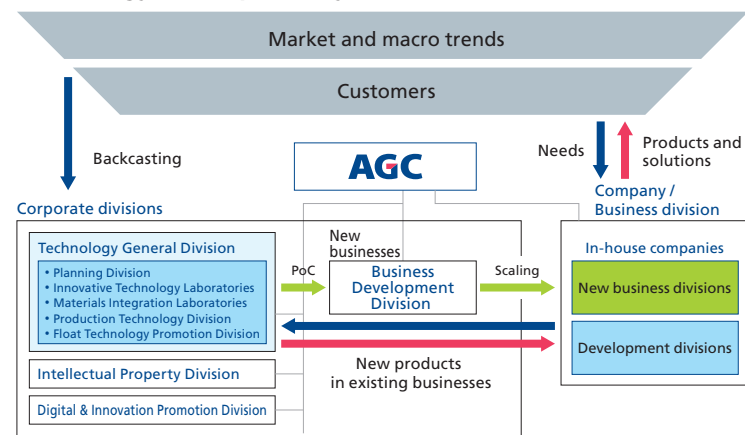 Market and macro trends
Customers
Backcasting
AGC
Needs
Products and
solutions
Corporate divisions
Company /
Business division
Technology General Division
• Planning Division
• Innovative Technology Laboratories
• Materials Integration Laboratories
• Production Technology Division
• Float Technology Promotion Division
PoC
New
businesses
Business
Development
Division
Scaling
In-house companies
New business divisions
Development divisions
New products
in existing businesses
Intellectual Property Division
Digital & Innovation Promotion Division